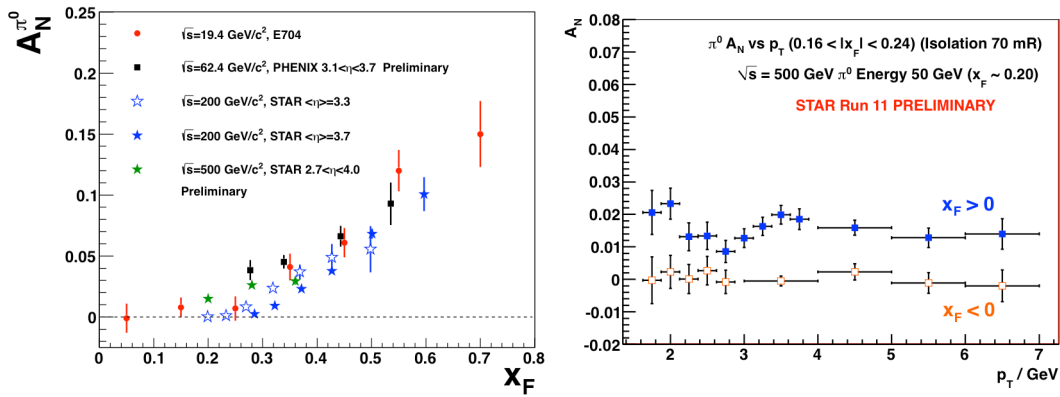 A_N^{π^0}
√s=19.4 GeV/c², E704
√s=62.4 GeV/c², PHENIX 3.1<η<3.7 Preliminary
√s=200 GeV/c², STAR <η>=3.3
√s=200 GeV/c², STAR <η>=3.7
√s=500 GeV/c², STAR 2.7<η<4.0
Preliminary
0.25
0.2
0.15
0.1
0.05
0
0 0.1 0.2 0.3 0.4 0.5 0.6 0.7 0.8
x_F
A_N
π⁰ A_N vs p_T (0.16 < |x_F| < 0.24) (Isolation 70 mR)
√s = 500 GeV π⁰ Energy 50 GeV (x_F ~ 0.20)
STAR Run 11 PRELIMINARY
0.08
0.07
0.06
0.05
0.04
0.03
0.02
0.01
0
-0.01
-0.02
x_F > 0
x_F < 0
2 3 4 5 6 7
p_T / GeV